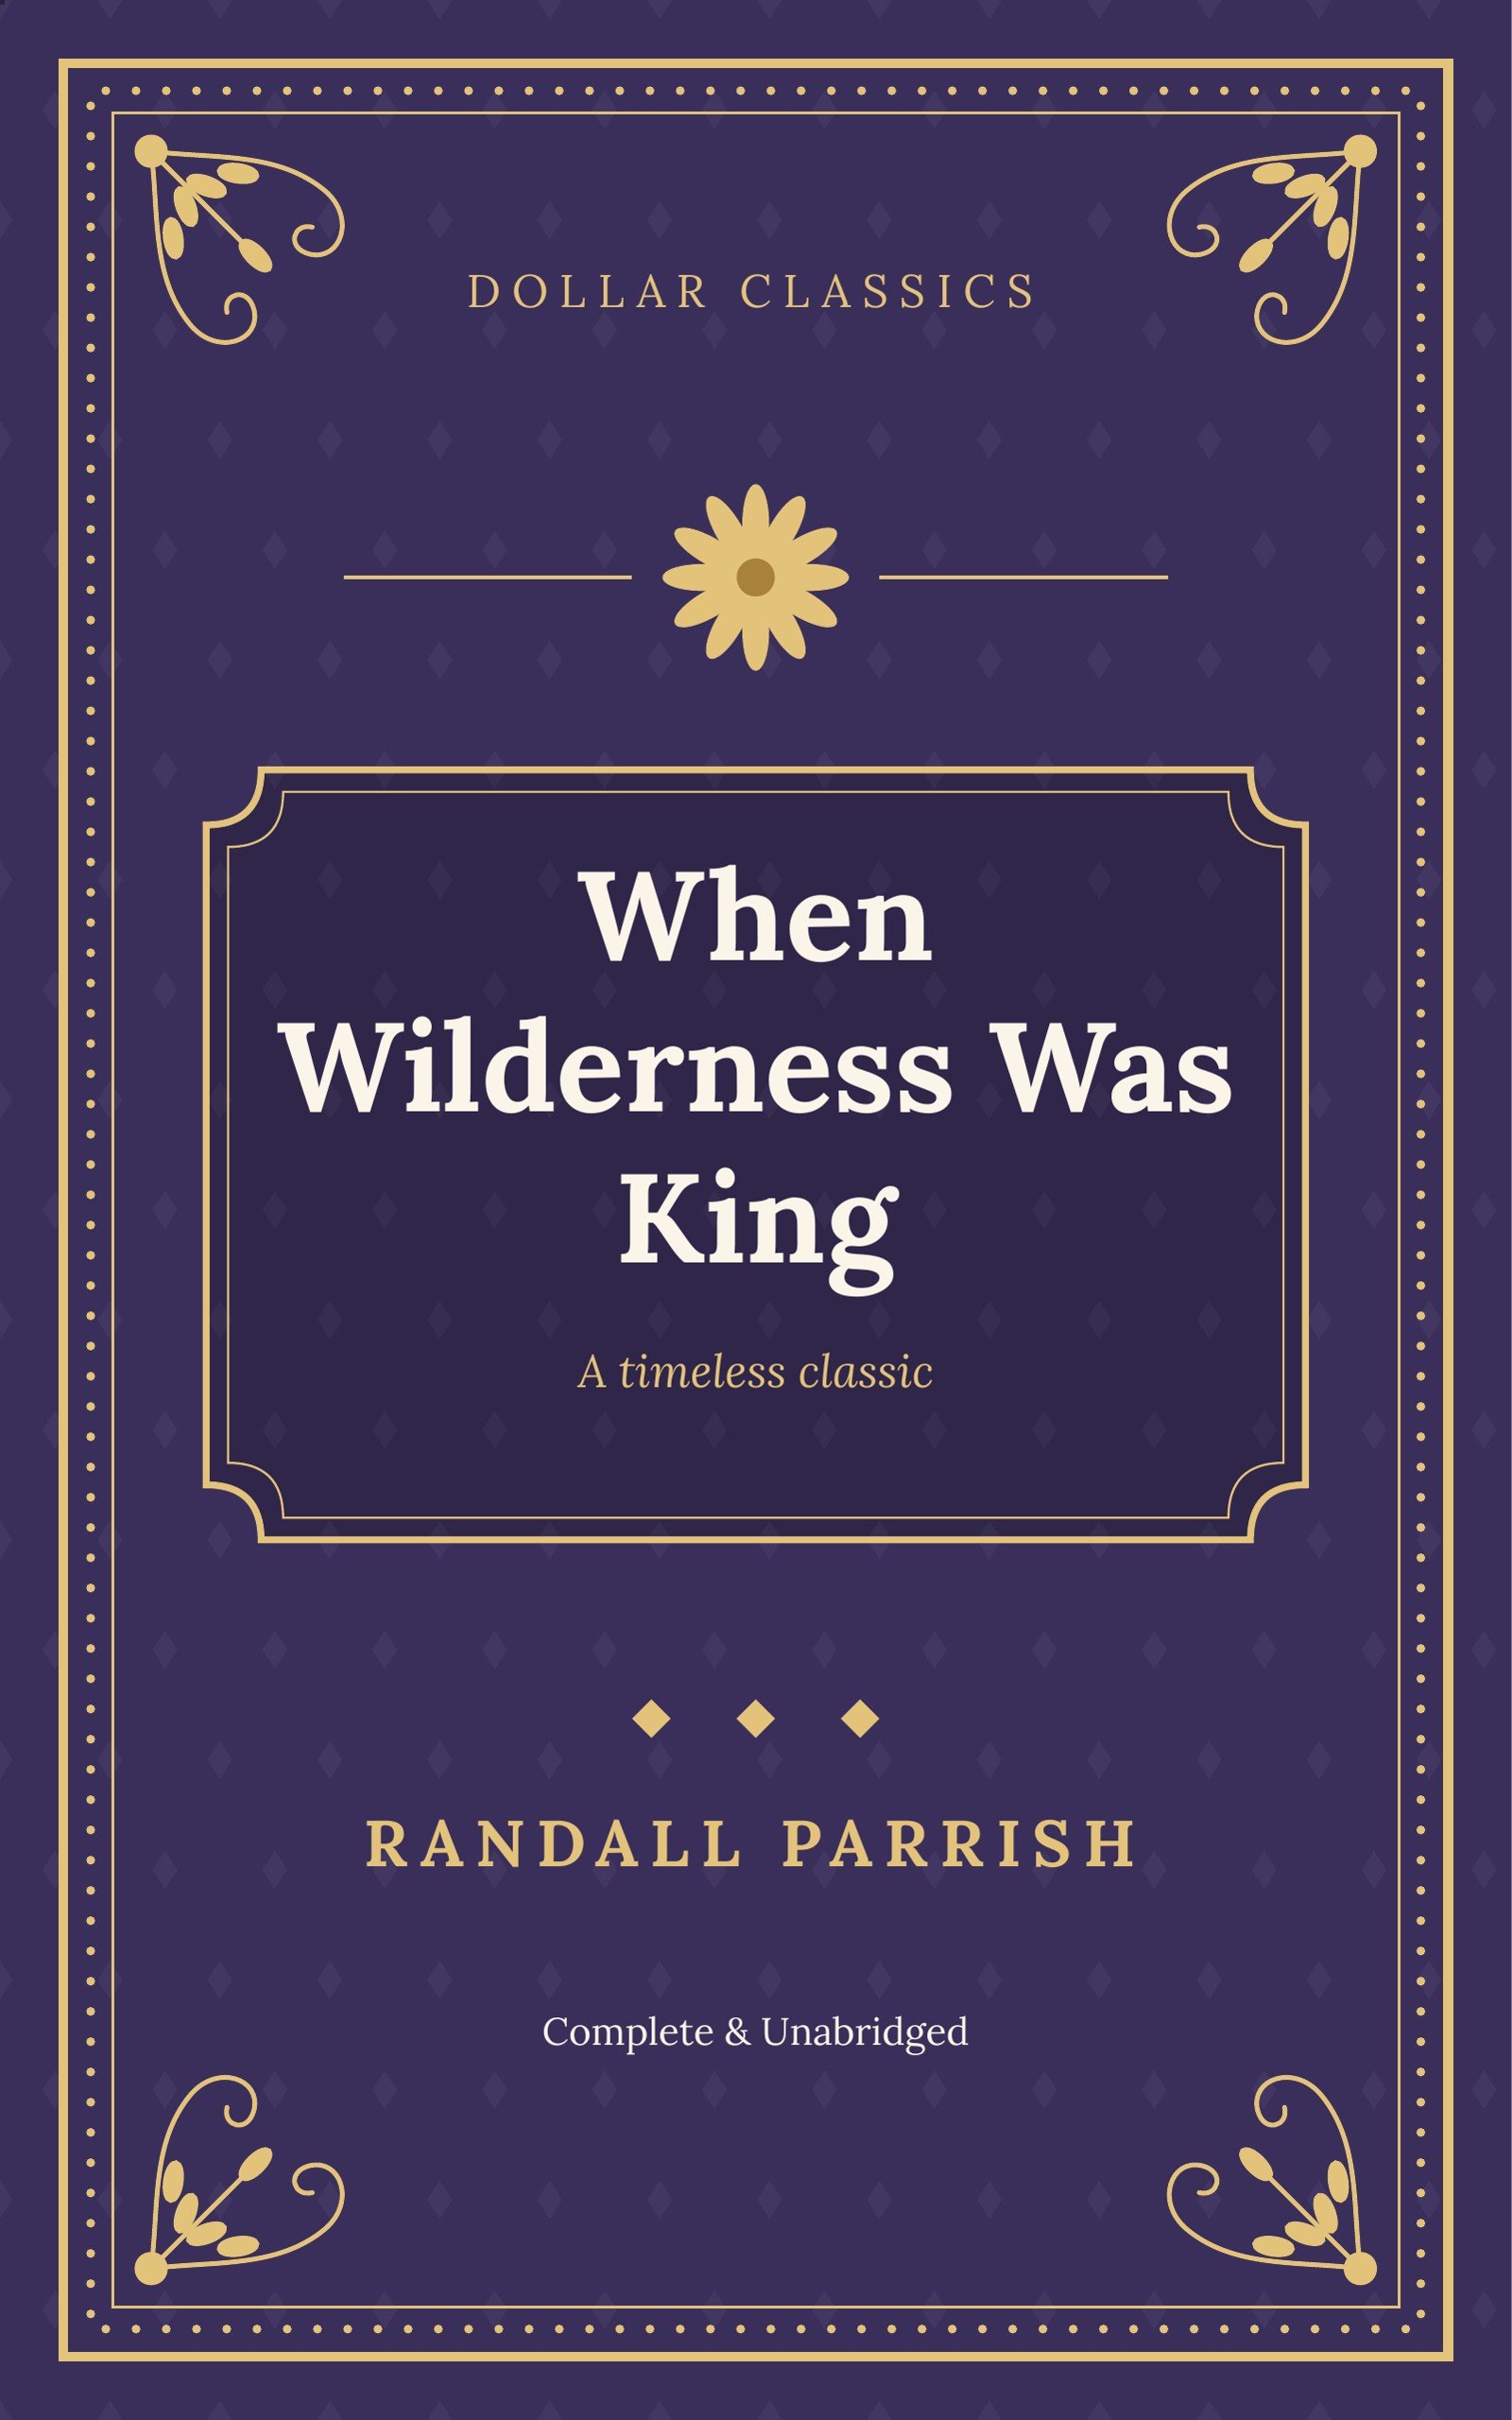 DOLLAR CLASSICS
When
Wilderness Was
King
A timeless classic
RANDALL PARRISH
Complete & Unabridged